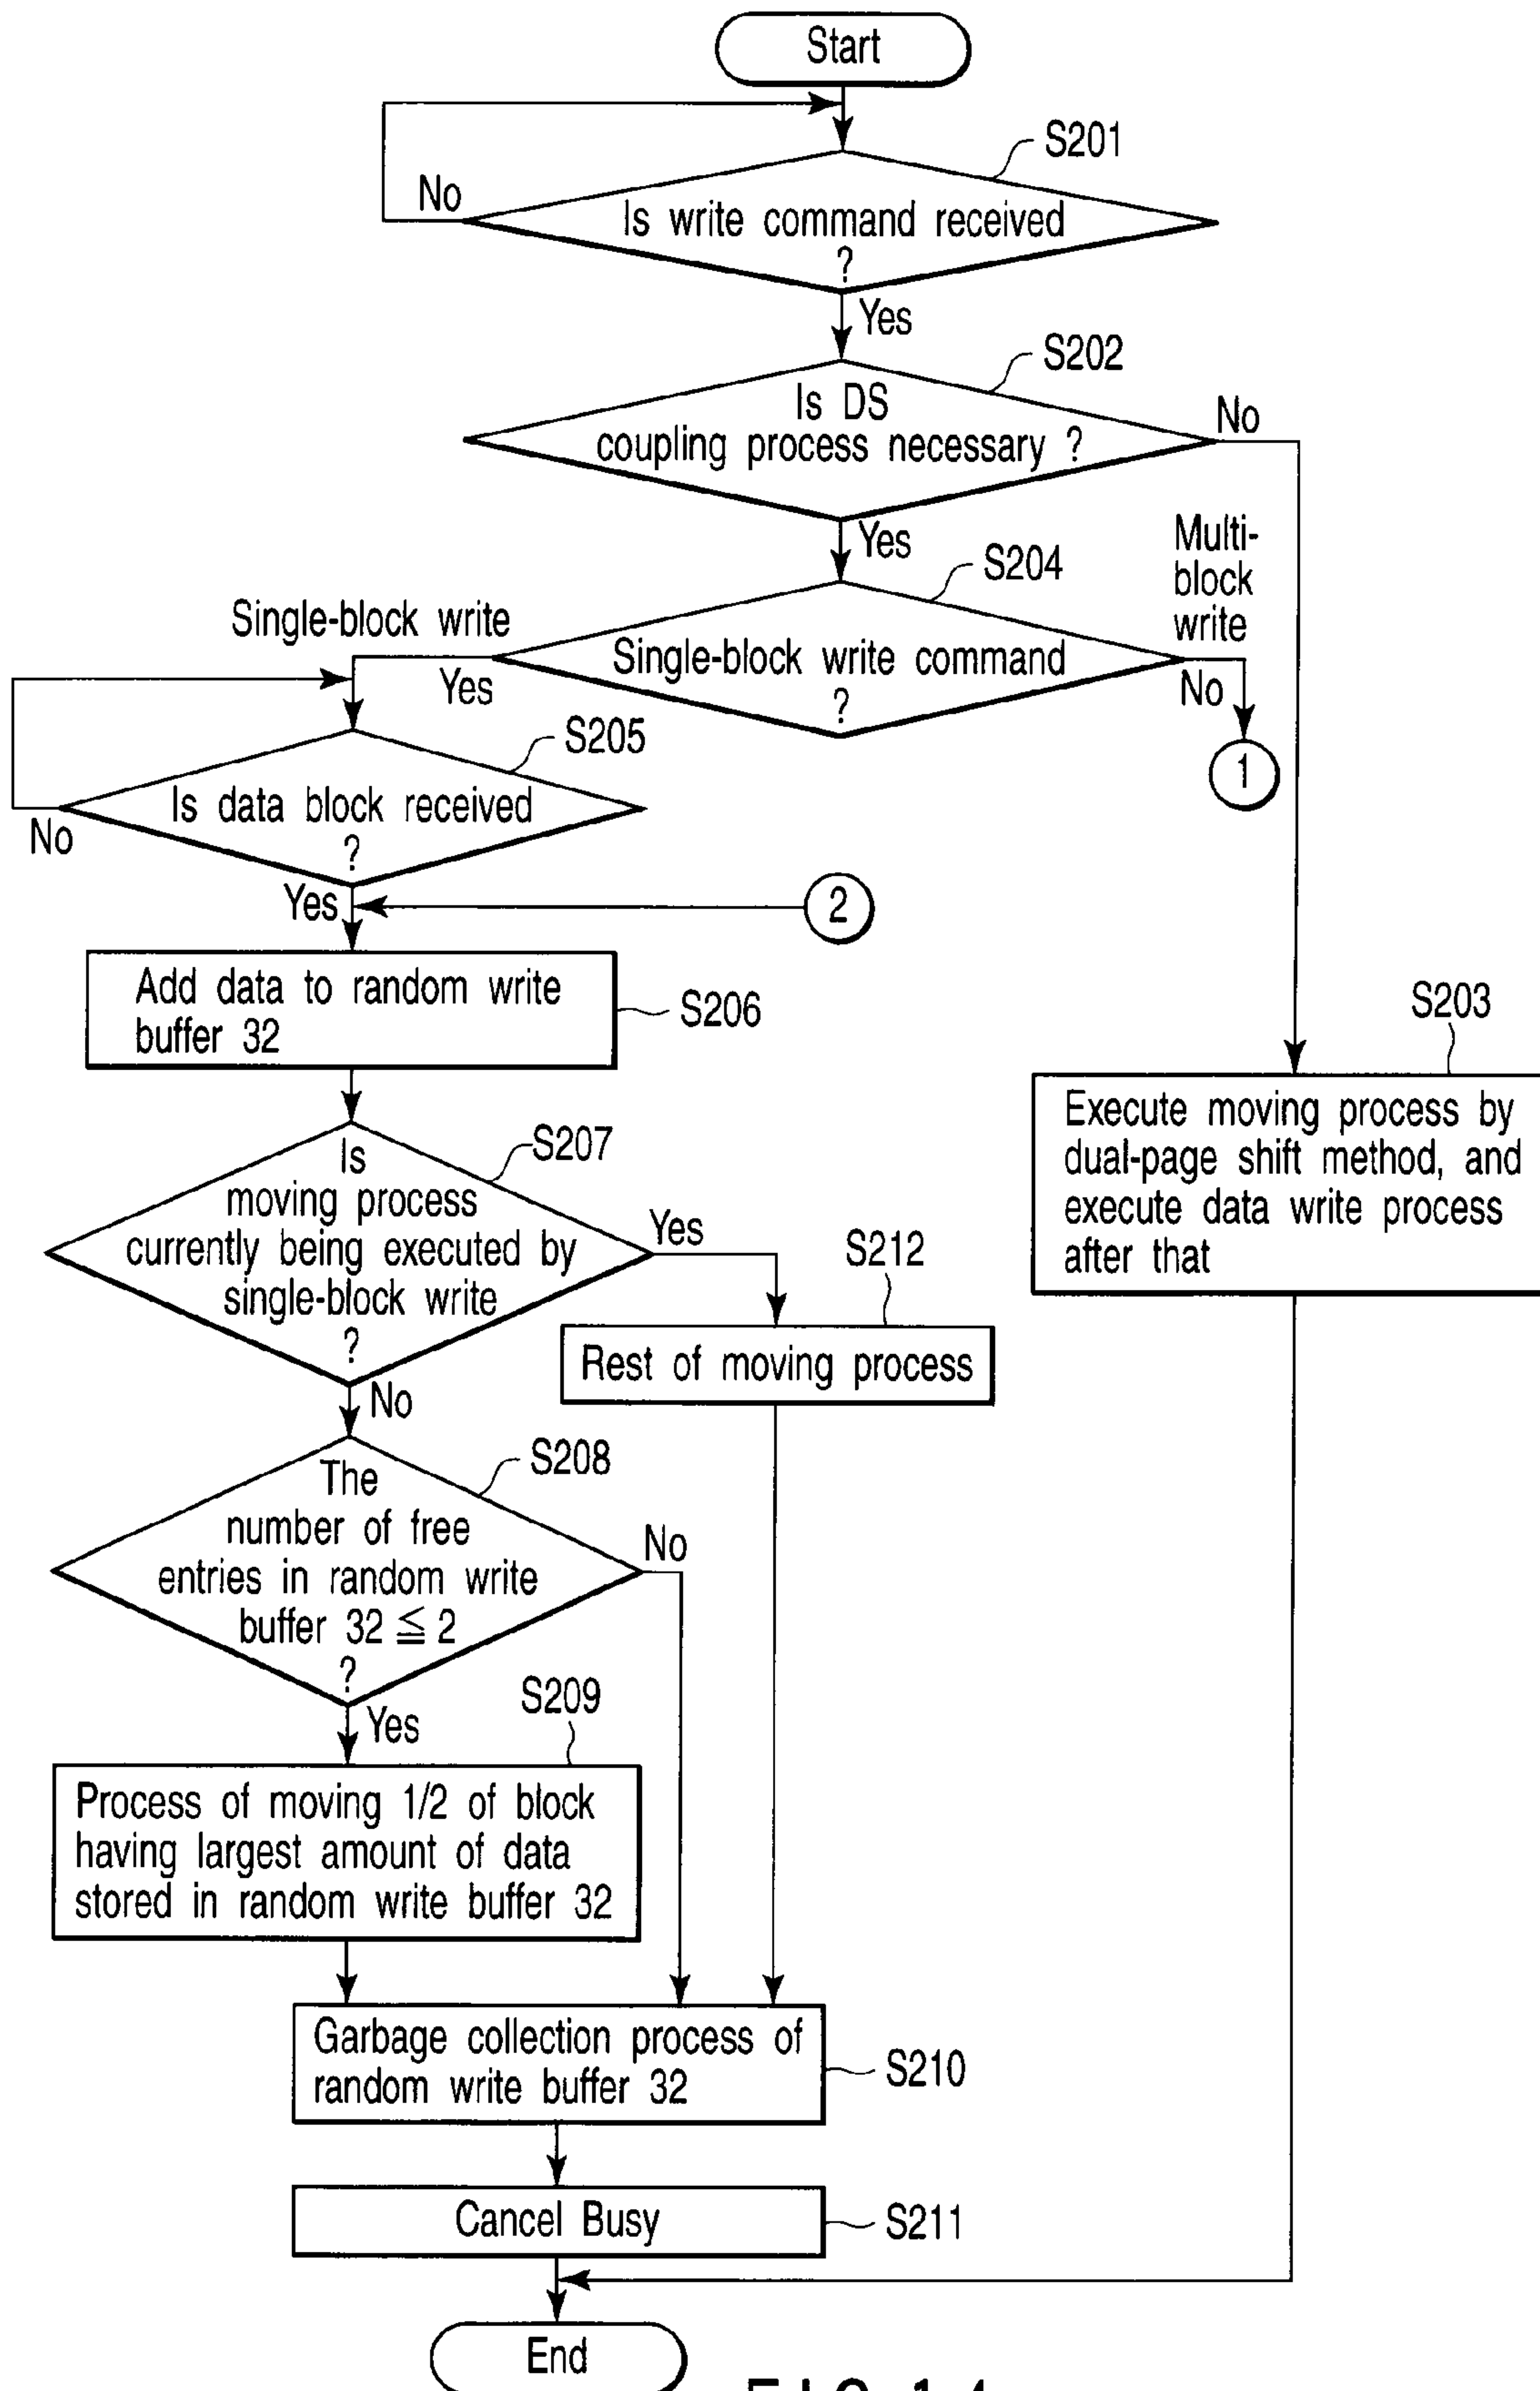 Start
S201
No
Is write command received
?
Yes
S202
Is DS
coupling process necessary ?
No
Yes
S204
Multi-
block
write
Single-block write
Single-block write command
?
Yes
No
S205
1
Is data block received
?
No
Yes
2
Add data to random write
buffer 32
S206
S203
Execute moving process by
dual-page shift method, and
execute data write process
after that
S207
Is
moving process
currently being executed by
single-block write
?
Yes
S212
Rest of moving process
No
S208
The
number of free
entries in random write
buffer 32 ≦ 2
?
No
Yes
S209
Process of moving 1/2 of block
having largest amount of data
stored in random write buffer 32
Garbage collection process of
random write buffer 32
S210
Cancel Busy
S211
End